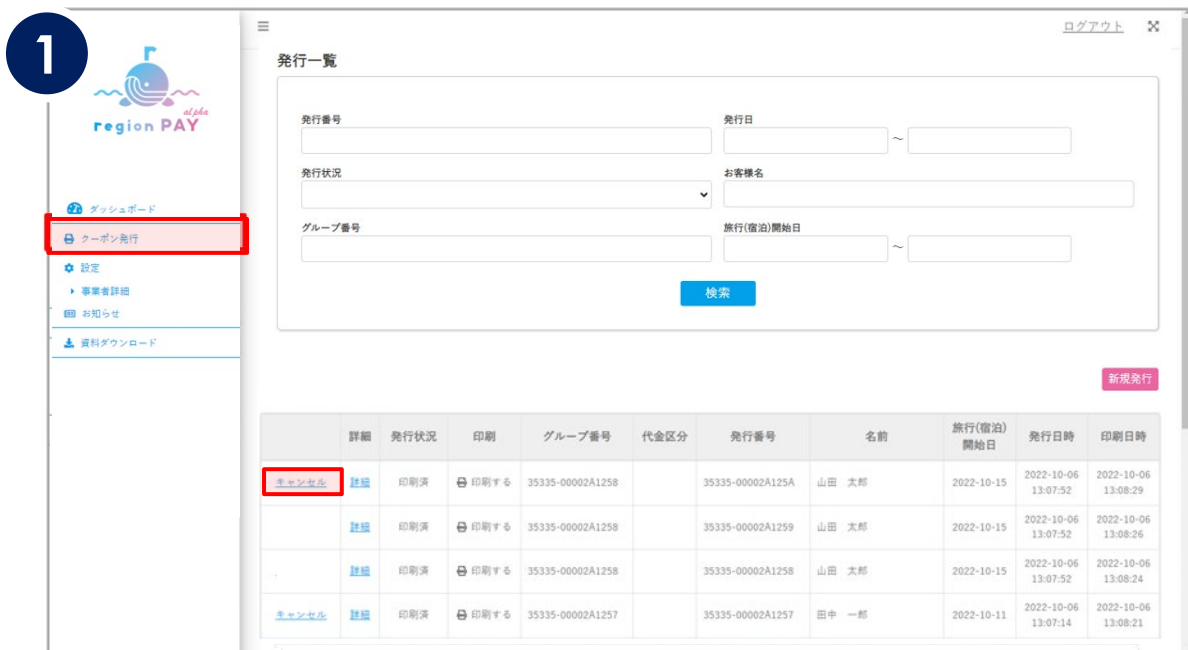 1
ログアウト
alpha
region PAY
ダッシュボード
クーポン発行
設定
事業者詳細
お知らせ
資料ダウンロード
発行一覧
発行番号
発行日
~
発行状況
お客様名
グループ番号
旅行(宿泊)開始日
~
検索
新規発行
詳細 発行状況 印刷 グループ番号 代金区分 発行番号 名前 旅行(宿泊)開始日 発行日時 印刷日時
キャンセル 詳細 印刷済 印刷する 35335-00002A1258 35335-00002A125A 山田 太郎 2022-10-15 2022-10-06 13:07:52 2022-10-06 13:08:29
詳細 印刷済 印刷する 35335-00002A1258 35335-00002A1259 山田 太郎 2022-10-15 2022-10-06 13:07:52 2022-10-06 13:08:26
詳細 印刷済 印刷する 35335-00002A1258 35335-00002A1258 山田 太郎 2022-10-15 2022-10-06 13:07:52 2022-10-06 13:08:24
キャンセル 詳細 印刷済 印刷する 35335-00002A1257 35335-00002A1257 田中 一郎 2022-10-11 2022-10-06 13:07:14 2022-10-06 13:08:21